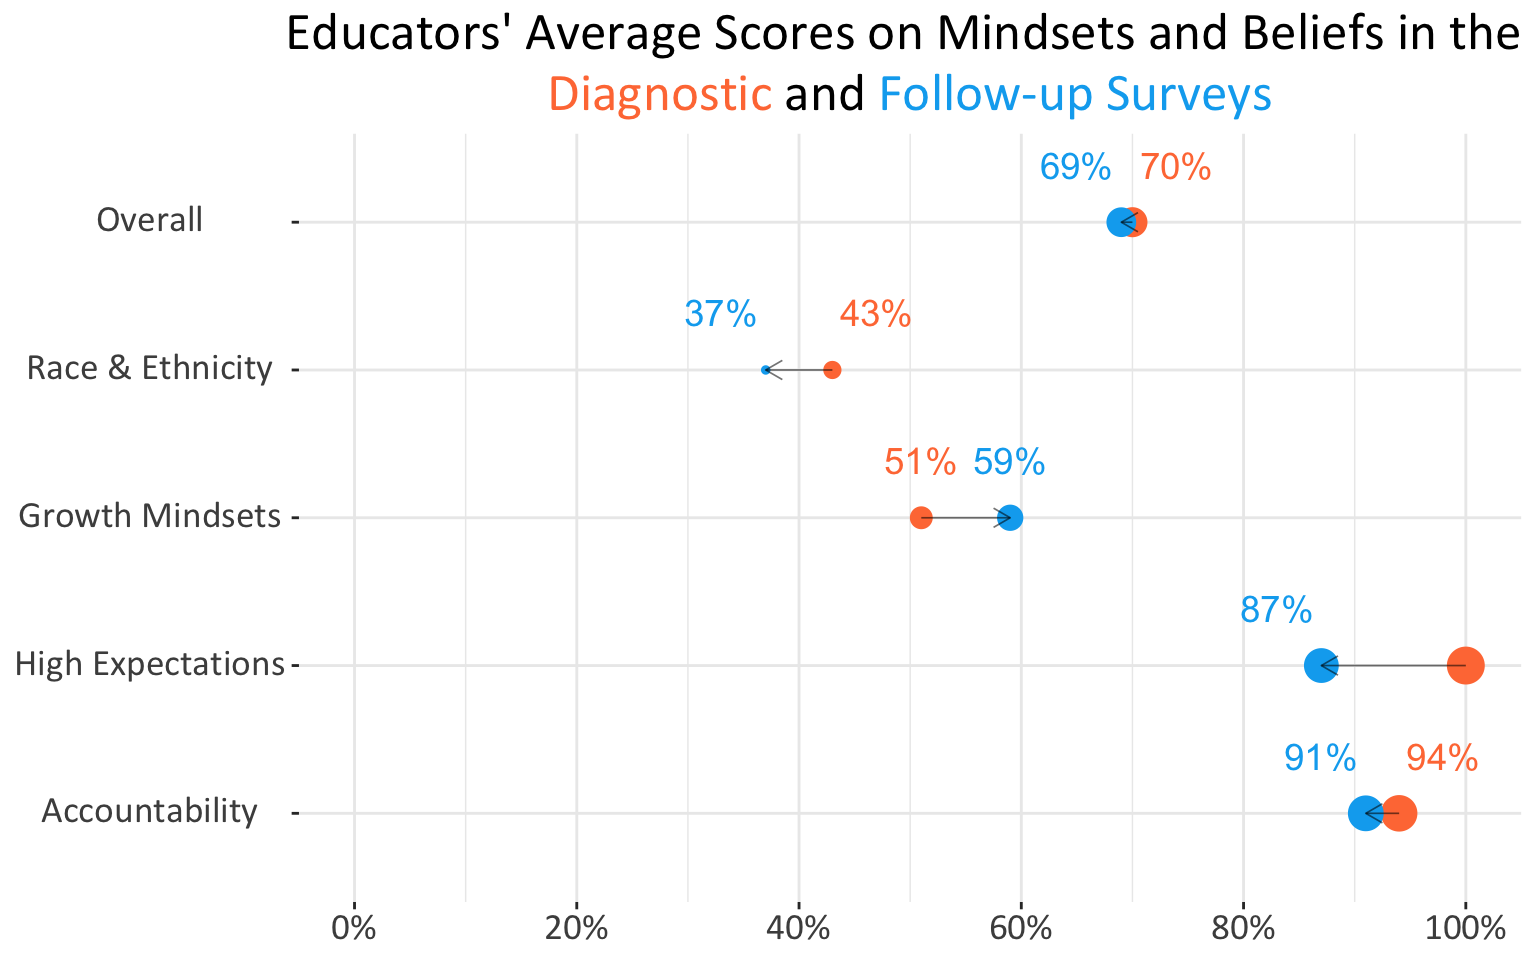 Educators' Average Scores on Mindsets and Beliefs in the
Diagnostic and Follow-up Surveys
69% 70%
Overall
37% 43%
Race & Ethnicity
51% 59%
Growth Mindsets
87%
High Expectations
91% 94%
Accountability
0% 20% 40% 60% 80% 100%